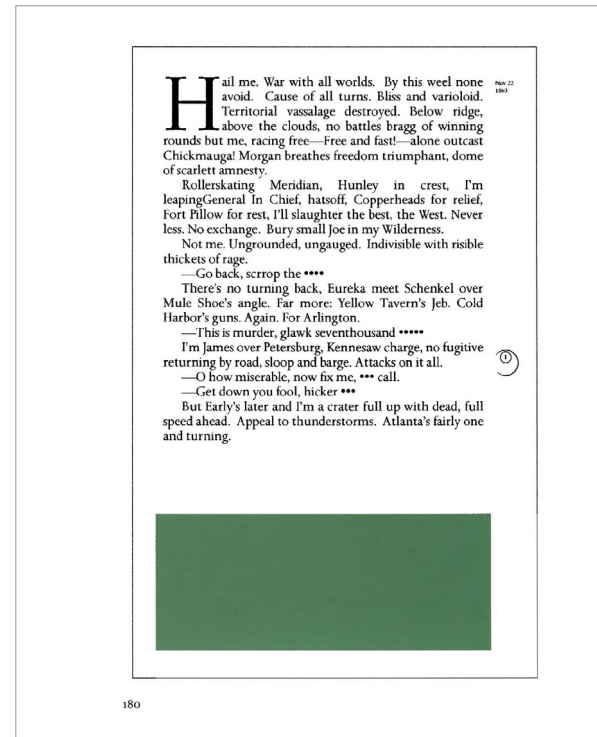 Hail me. War with all worlds. By this weel none
avoid. Cause of all turns. Bliss and varioloid.
Territorial vassalage destroyed. Below ridge,
above the clouds, no battles bragg of winning
rounds but me, racing free—Free and fast!—alone outcast
Chickmauga! Morgan breathes freedom triumphant, dome
of scarlett amnesty.
Nov 22
1863
Rollerskating Meridian, Hunley in crest, I'm
leapingGeneral In Chief, hatsoff, Copperheads for relief,
Fort Pillow for rest, I'll slaughter the best, the West. Never
less. No exchange. Bury small Joe in my Wilderness.
Not me. Ungrounded, ungauged. Indivisible with risible
thickets of rage.
—Go back, scrrop the ••••
There's no turning back, Eureka meet Schenkel over
Mule Shoe's angle. Far more: Yellow Tavern's Jeb. Cold
Harbor's guns. Again. For Arlington.
—This is murder, glawk seventhousand •••••
I'm James over Petersburg, Kennesaw charge, no fugitive
returning by road, sloop and barge. Attacks on it all.
—O how miserable, now fix me, ••• call.
—Get down you fool, hicker •••
But Early's later and I'm a crater full up with dead, full
speed ahead. Appeal to thunderstorms. Atlanta's fairly one
and turning.
180